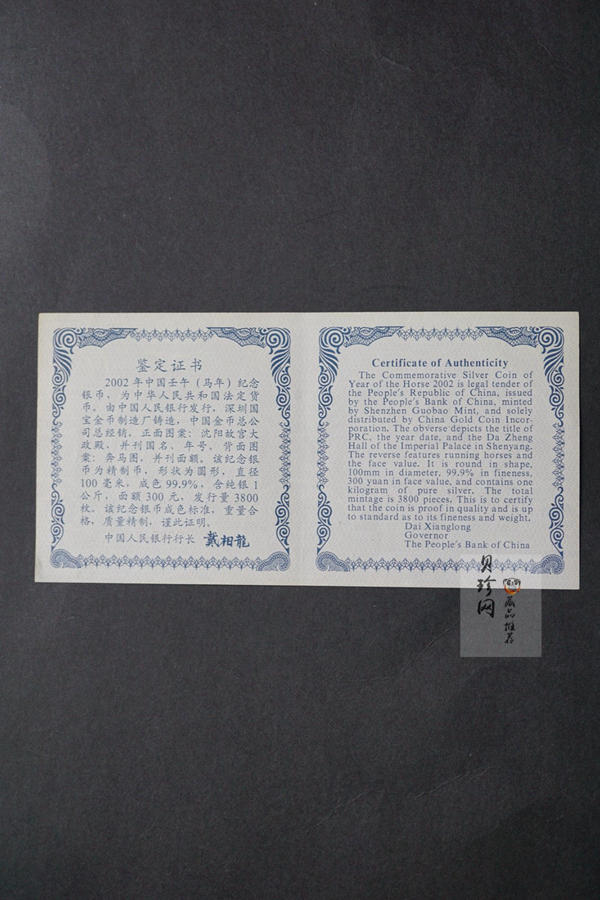 鉴定证书
2002年中国壬午（马年）纪念
银币，为中华人民共和国法定货
币。由中国人民银行发行，深圳国
宝金币制造厂铸造，中国金币总公
司总经销，正面图案：沈阳故宫大
政殿，并刊国名，年号，背面图
案：奔马图，并刊面额。该纪念银
币为精制币，形状为圆形，直径
100毫米，成色99.9%，含纯银1
公斤，面额300元，发行量3800
枚。该纪念银币成色标准，重量合
格，质量精制，谨此证明。
中国人民银行行长 戴相龍
Certificate of Authenticity
The Commemorative Silver Coin of
Year of the Horse 2002 is legal tender of
the People's Republic of China, issued
by the People's Bank of China, minted
by Shenzhen Guobao Mint, and solely
distributed by China Gold Coin Incor-
poration. The obverse depicts the title of
PRC, the year date, and the Da Zheng
Hall of the Imperial Palace in Shenyang.
The reverse features running horses and
the face value. It is round in shape,
100mm in diameter, 99.9% in fineness,
300 yuan in face value, and contains one
kilogram of pure silver. The total
mintage is 3800 pieces. This is to certify
that the coin is proof in quality and is up
to standard as to its fineness and weight.
Dai Xianglong
Governor
The People's Bank of China
贝珍网
藏品推荐